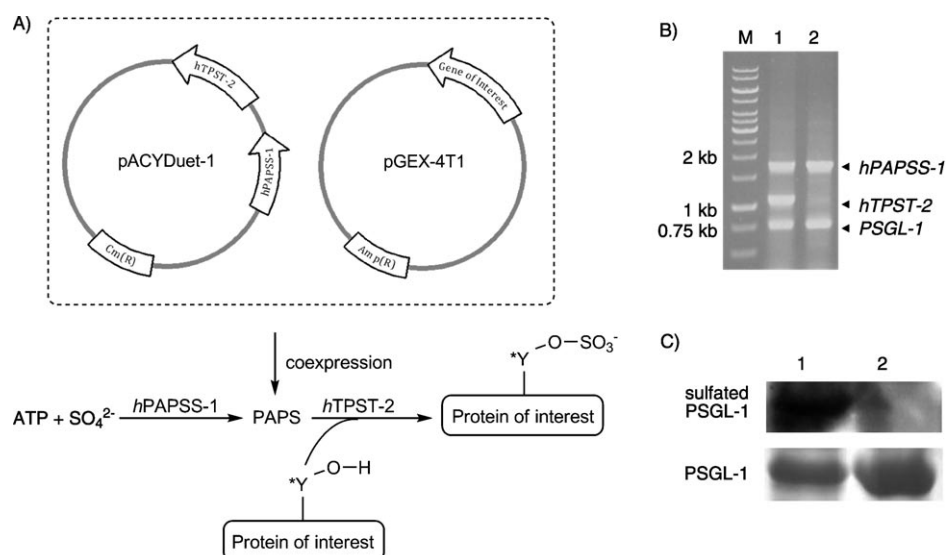 A)
hTPST-2
hPAPSS-1
pACYDuet-1
Cm(R)
Gene of Interest
pGEX-4T1
Amp(R)
coexpression
ATP + SO₄²⁻
hPAPSS-1
PAPS
hTPST-2
*Y
O—H
Protein of interest
*Y
O—SO₃⁻
Protein of interest
B)
M 1 2
2 kb
1 kb
0.75 kb
hPAPSS-1
hTPST-2
PSGL-1
C)
1 2
sulfated
PSGL-1
PSGL-1